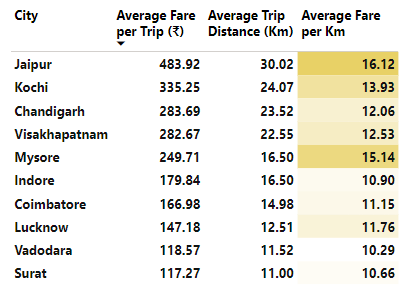 City Average Fare Average Trip Average Fare
per Trip (₹) Distance (Km) per Km
Jaipur 483.92 30.02 16.12
Kochi 335.25 24.07 13.93
Chandigarh 283.69 23.52 12.06
Visakhapatnam 282.67 22.55 12.53
Mysore 249.71 16.50 15.14
Indore 179.84 16.50 10.90
Coimbatore 166.98 14.98 11.15
Lucknow 147.18 12.51 11.76
Vadodara 118.57 11.52 10.29
Surat 117.27 11.00 10.66